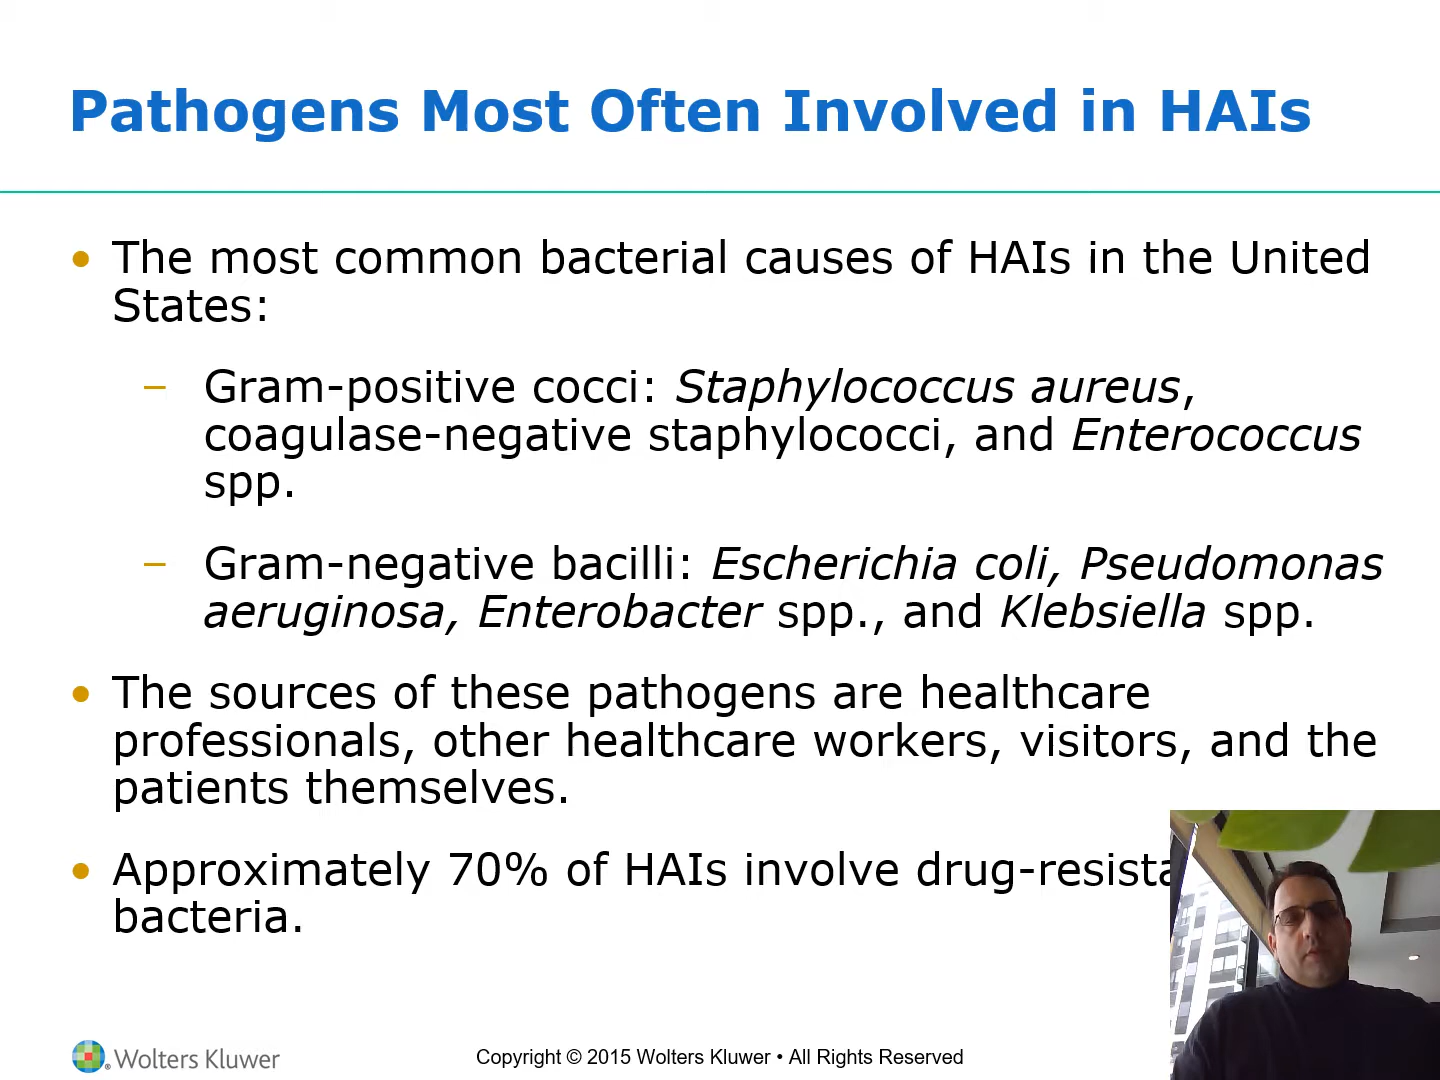 Pathogens Most Often Involved in HAIs
• The most common bacterial causes of HAIs in the United
States:
– Gram-positive cocci: Staphylococcus aureus,
coagulase-negative staphylococci, and Enterococcus
spp.
– Gram-negative bacilli: Escherichia coli, Pseudomonas
aeruginosa, Enterobacter spp., and Klebsiella spp.
• The sources of these pathogens are healthcare
professionals, other healthcare workers, visitors, and the
patients themselves.
• Approximately 70% of HAIs involve drug-resista
bacteria.
Wolters Kluwer
Copyright © 2015 Wolters Kluwer • All Rights Reserved